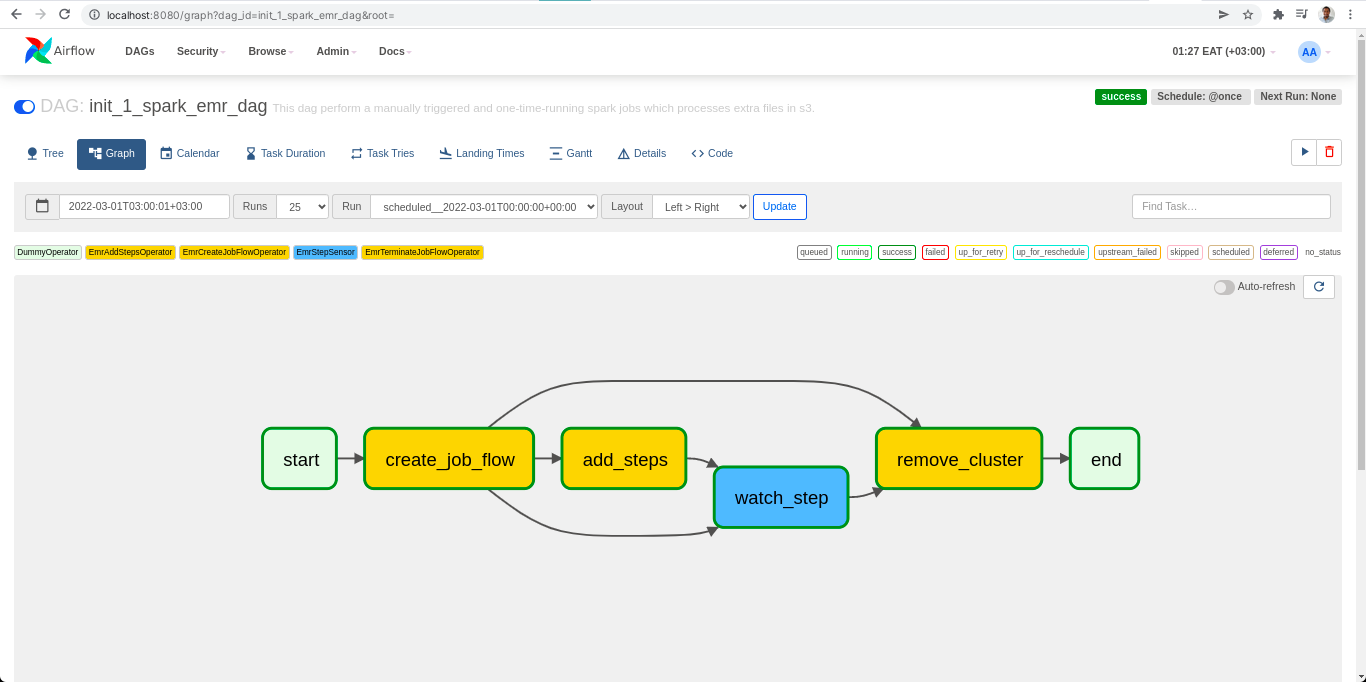 localhost:8080/graph?dag_id=init_1_spark_emr_dag&root=
Airflow DAGs Security Browse Admin Docs 01:27 EAT (+03:00) AA
DAG: init_1_spark_emr_dag This dag perform a manually triggered and one-time-running spark jobs which processes extra files in s3.
success Schedule: @once Next Run: None
Tree Graph Calendar Task Duration Task Tries Landing Times Gantt Details Code
2022-03-01T03:00:01+03:00 Runs 25 Run scheduled__2022-03-01T00:00:00+00:00 Layout Left > Right Update Find Task…
DummyOperator EmrAddStepsOperator EmrCreateJobFlowOperator EmrStepSensor EmrTerminateJobFlowOperator queued running success failed up_for_retry up_for_reschedule upstream_failed skipped scheduled deferred no_status
Auto-refresh
start create_job_flow add_steps remove_cluster end
watch_step